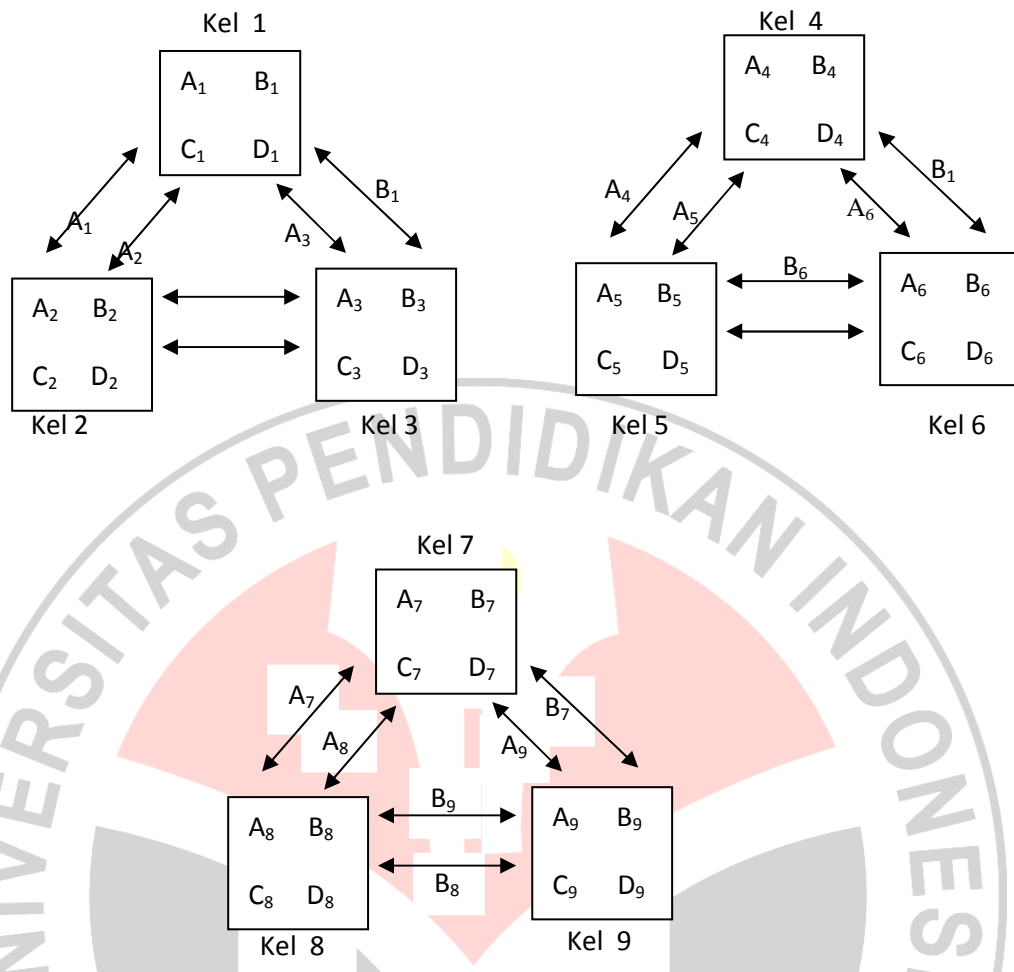 Kel 1
A₁ B₁
C₁ D₁
A₁
A₂
A₃
B₁
A₂ B₂
C₂ D₂
Kel 2
A₃ B₃
C₃ D₃
Kel 3
Kel 4
A₄ B₄
C₄ D₄
A₄
A₅
A₆
B₁
B₆
A₅ B₅
C₅ D₅
Kel 5
A₆ B₆
C₆ D₆
Kel 6
Kel 7
A₇ B₇
C₇ D₇
A₇
A₈
A₉
B₇
B₉
B₈
A₈ B₈
C₈ D₈
Kel 8
A₉ B₉
C₉ D₉
Kel 9
UNIVERSITAS PENDIDIKAN INDONES